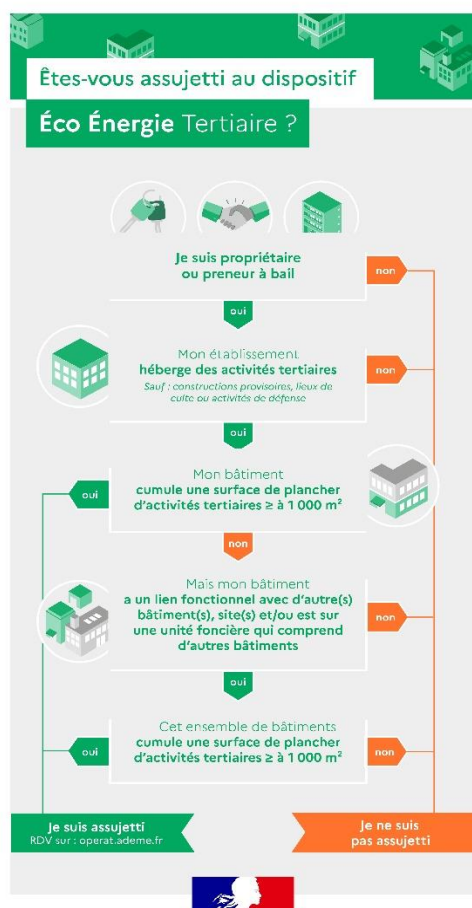 Êtes-vous assujetti au dispositif
Éco Énergie Tertiaire ?
Je suis propriétaire
ou preneur à bail
non
oui
Mon établissement
héberge des activités tertiaires
Sauf : constructions provisoires, lieux de
culte ou activités de défense
non
oui
Mon bâtiment
cumule une surface de plancher
d'activités tertiaires ≥ à 1 000 m²
oui
non
Mais mon bâtiment
a un lien fonctionnel avec d'autre(s)
bâtiment(s), site(s) et/ou est sur
une unité foncière qui comprend
d'autres bâtiments
non
oui
Cet ensemble de bâtiments
cumule une surface de plancher
d'activités tertiaires ≥ à 1 000 m²
oui
non
Je suis assujetti
RDV sur : operat.ademe.fr
Je ne suis
pas assujetti